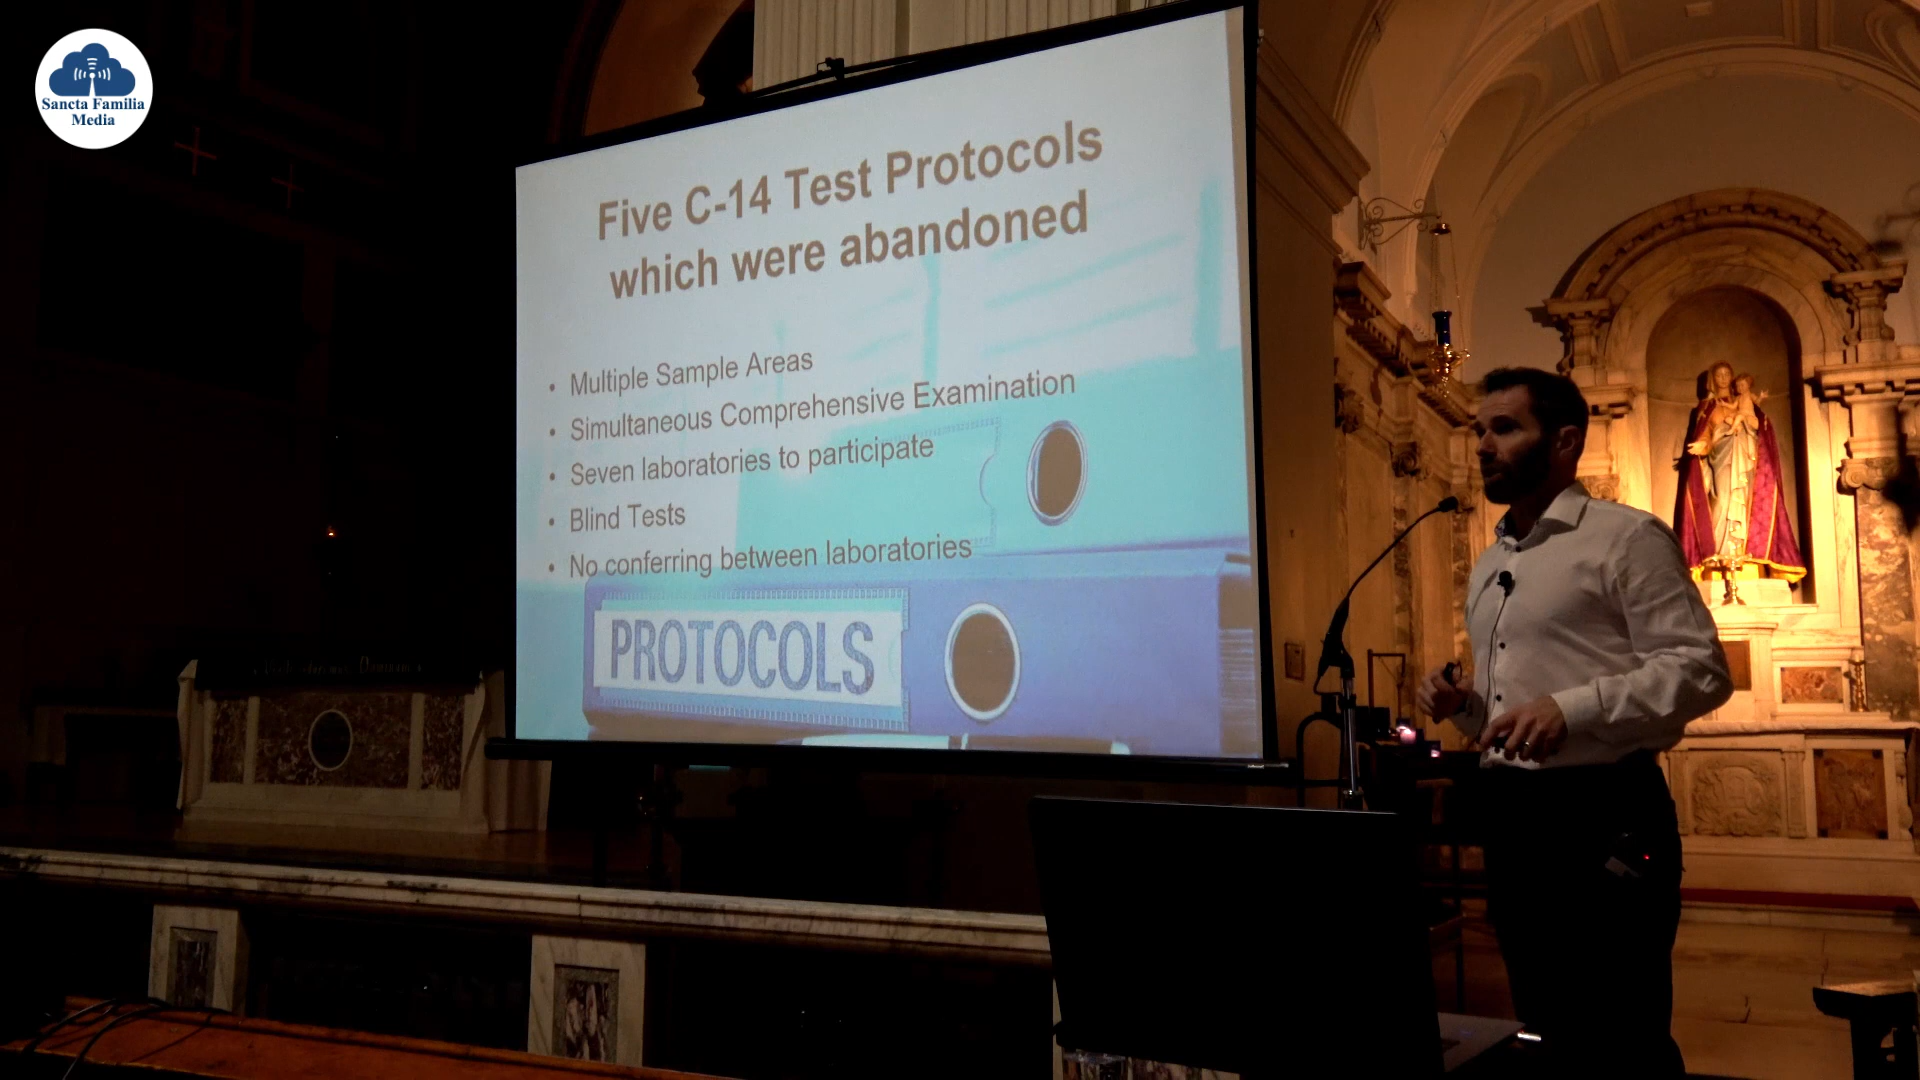 Sancta Familia
Media
Five C-14 Test Protocols
which were abandoned
• Multiple Sample Areas
• Simultaneous Comprehensive Examination
• Seven laboratories to participate
• Blind Tests
• No conferring between laboratories
PROTOCOLS